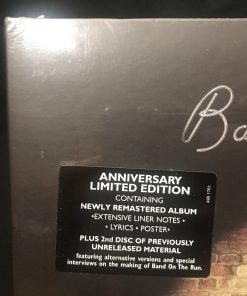 Ba
ANNIVERSARY
LIMITED EDITION
CONTAINING
NEWLY REMASTERED ALBUM
•EXTENSIVE LINER NOTES •
• LYRICS • POSTER•
PLUS 2nd DISC OF PREVIOUSLY
UNRELEASED MATERIAL
featuring alternative versions and special
interviews on the making of Band On The Run.